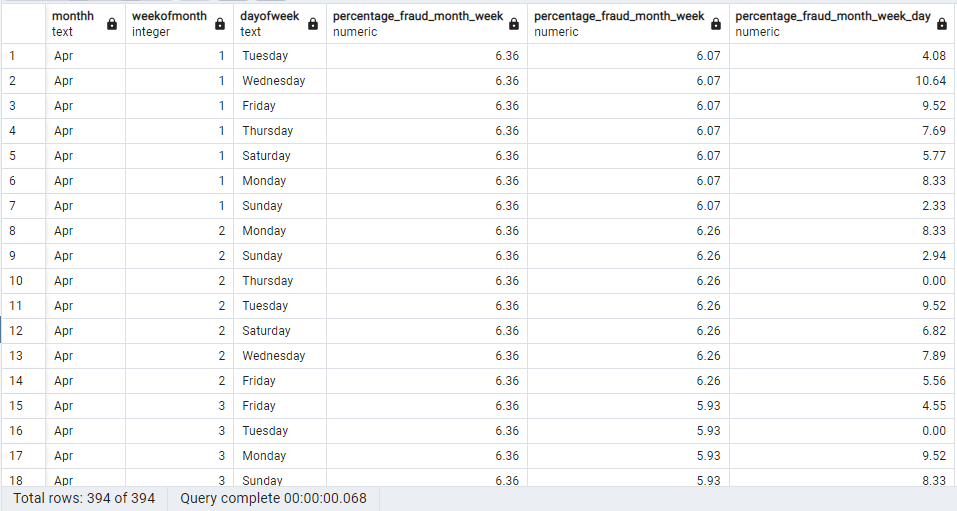 monthh weekofmonth dayofweek percentage_fraud_month_week percentage_fraud_month_week percentage_fraud_month_week_day
text integer text numeric numeric numeric
1 Apr 1 Tuesday 6.36 6.07 4.08
2 Apr 1 Wednesday 6.36 6.07 10.64
3 Apr 1 Friday 6.36 6.07 9.52
4 Apr 1 Thursday 6.36 6.07 7.69
5 Apr 1 Saturday 6.36 6.07 5.77
6 Apr 1 Monday 6.36 6.07 8.33
7 Apr 1 Sunday 6.36 6.07 2.33
8 Apr 2 Monday 6.36 6.26 8.33
9 Apr 2 Sunday 6.36 6.26 2.94
10 Apr 2 Thursday 6.36 6.26 0.00
11 Apr 2 Tuesday 6.36 6.26 9.52
12 Apr 2 Saturday 6.36 6.26 6.82
13 Apr 2 Wednesday 6.36 6.26 7.89
14 Apr 2 Friday 6.36 6.26 5.56
15 Apr 3 Friday 6.36 5.93 4.55
16 Apr 3 Tuesday 6.36 5.93 0.00
17 Apr 3 Monday 6.36 5.93 9.52
18 Apr 3 Sunday 6.36 5.93 8.33
Total rows: 394 of 394 Query complete 00:00:00.068